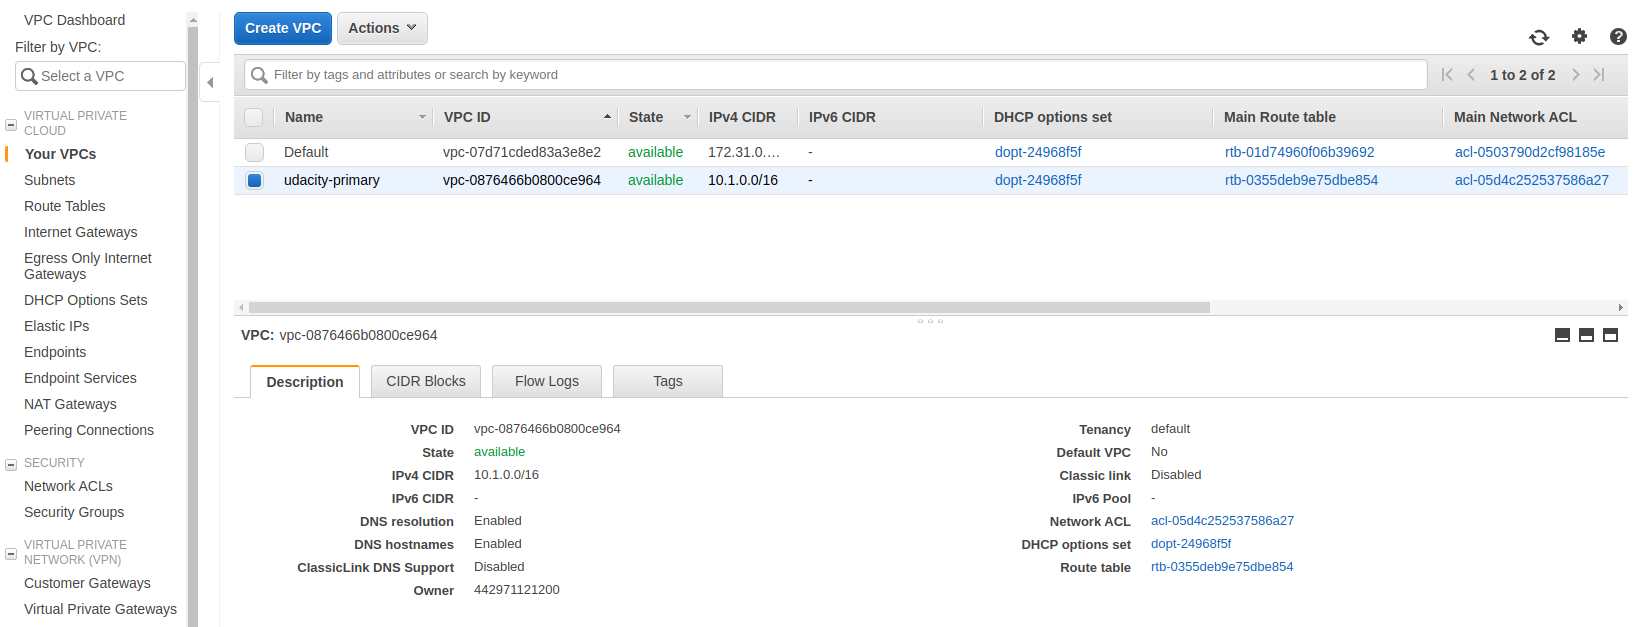 VPC Dashboard
Filter by VPC:
Select a VPC
VIRTUAL PRIVATE
CLOUD
Your VPCs
Subnets
Route Tables
Internet Gateways
Egress Only Internet
Gateways
DHCP Options Sets
Elastic IPs
Endpoints
Endpoint Services
NAT Gateways
Peering Connections
SECURITY
Network ACLs
Security Groups
VIRTUAL PRIVATE
NETWORK (VPN)
Customer Gateways
Virtual Private Gateways
Create VPC Actions
Filter by tags and attributes or search by keyword 1 to 2 of 2
Name VPC ID State IPv4 CIDR IPv6 CIDR DHCP options set Main Route table Main Network ACL
Default vpc-07d71cded83a3e8e2 available 172.31.0.… - dopt-24968f5f rtb-01d74960f06b39692 acl-0503790d2cf98185e
udacity-primary vpc-0876466b0800ce964 available 10.1.0.0/16 - dopt-24968f5f rtb-0355deb9e75dbe854 acl-05d4c252537586a27
VPC: vpc-0876466b0800ce964
Description CIDR Blocks Flow Logs Tags
VPC ID vpc-0876466b0800ce964 Tenancy default
State available Default VPC No
IPv4 CIDR 10.1.0.0/16 Classic link Disabled
IPv6 CIDR - IPv6 Pool -
DNS resolution Enabled Network ACL acl-05d4c252537586a27
DNS hostnames Enabled DHCP options set dopt-24968f5f
ClassicLink DNS Support Disabled Route table rtb-0355deb9e75dbe854
Owner 442971121200